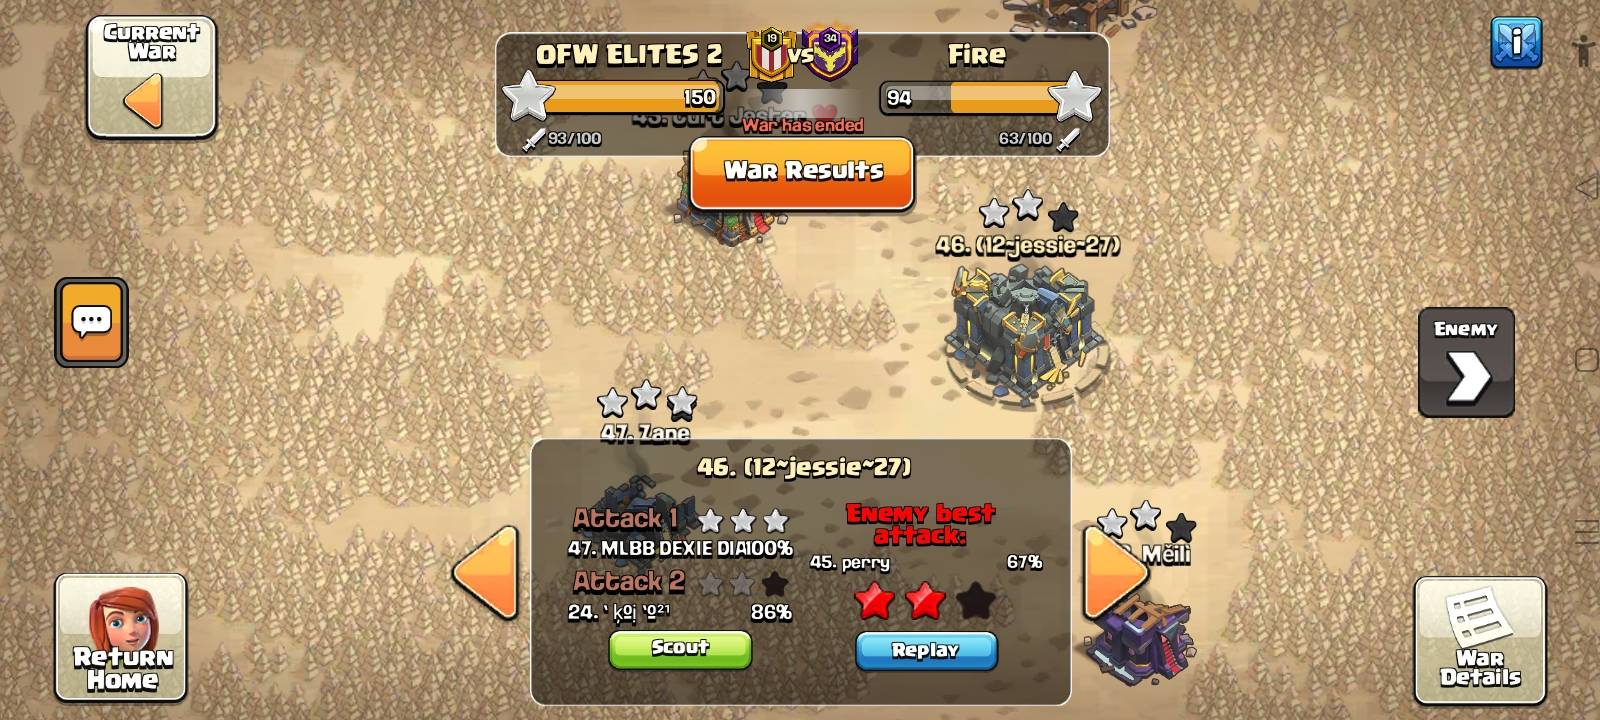 Current
War
OFW ELITES 2
19
vs
34
Fire
150
94
War has ended
93/100
63/100
War Results
46. (12~jessie~27)
Enemy
47. Zane
46. (12~jessie~27)
Attack 1
47. MLBB DEXIE DIA100%
Attack 2
86%
Enemy best
attack:
45. perry
67%
Scout
Replay
Měili
Return
Home
War
Details